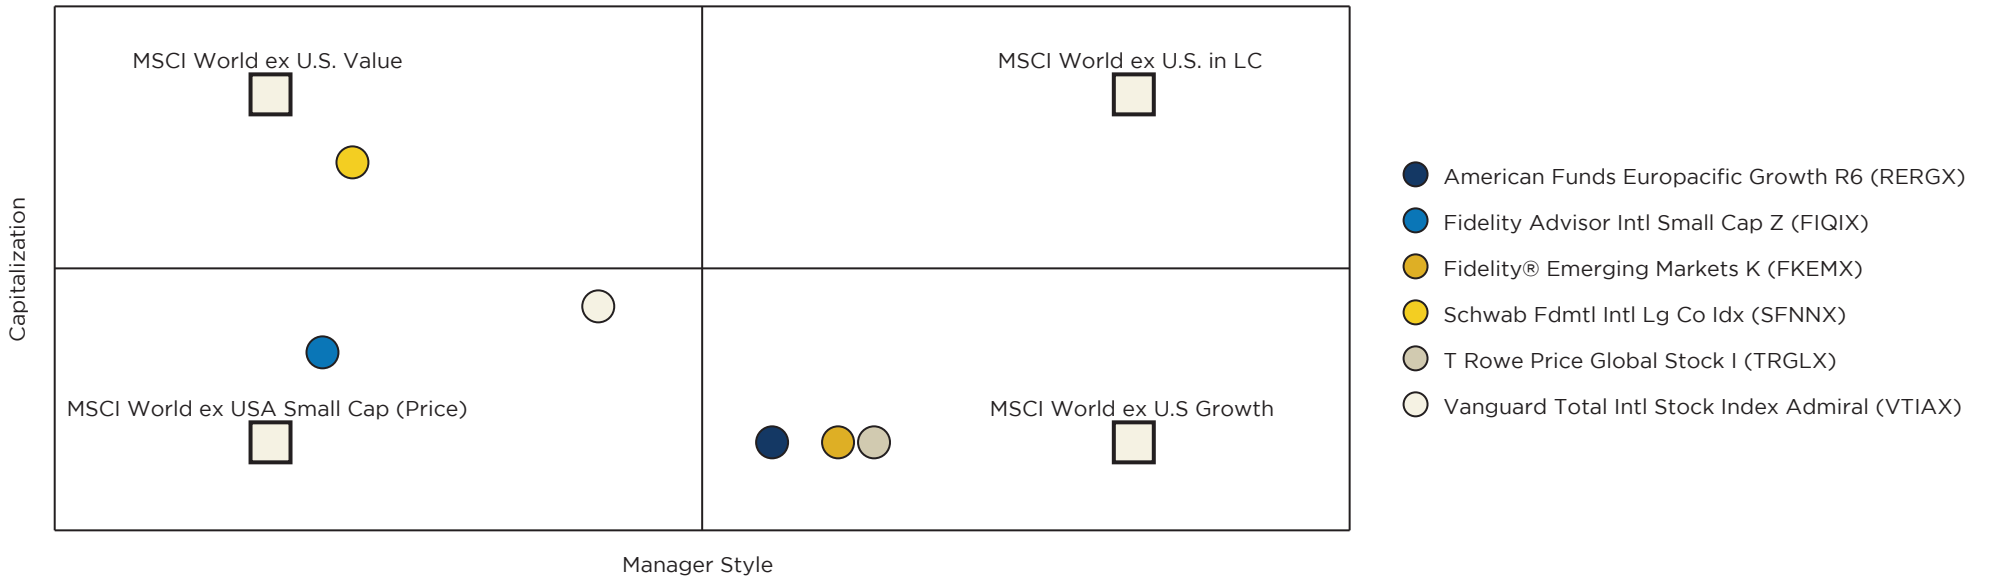 MSCI World ex U.S. Value
MSCI World ex U.S. in LC
MSCI World ex USA Small Cap (Price)
MSCI World ex U.S Growth
Capitalization
Manager Style
American Funds Europacific Growth R6 (RERGX)
Fidelity Advisor Intl Small Cap Z (FIQIX)
Fidelity® Emerging Markets K (FKEMX)
Schwab Fdmtl Intl Lg Co Idx (SFNNX)
T Rowe Price Global Stock I (TRGLX)
Vanguard Total Intl Stock Index Admiral (VTIAX)